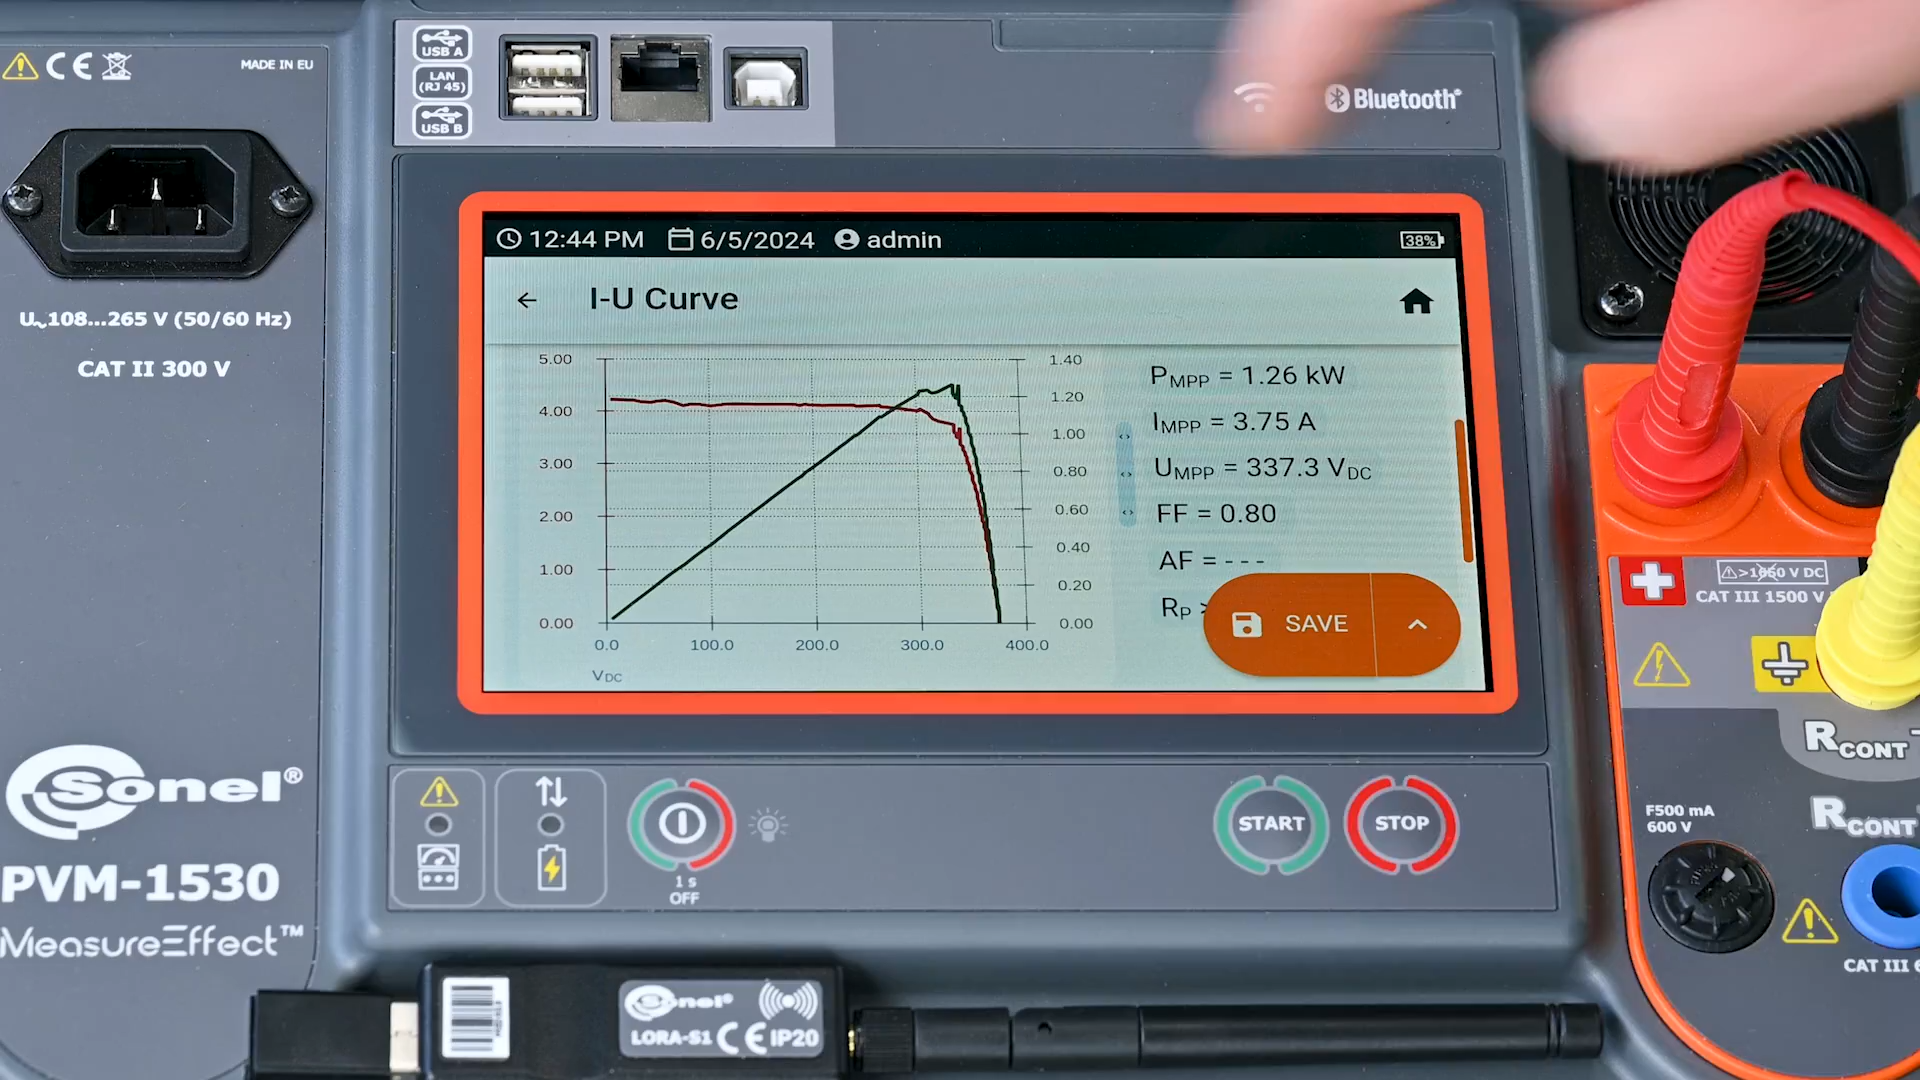 MADE IN EU
USB A
LAN
(RJ 45)
USB B
Bluetooth®
U~108...265 V (50/60 Hz)
CAT II 300 V
12:44 PM 6/5/2024 admin 38%
I-U Curve
5.00
4.00
3.00
2.00
1.00
0.00
1.40
1.20
1.00
0.80
0.60
0.40
0.20
0.00
0.0 100.0 200.0 300.0 400.0
VDC
PMPP = 1.26 kW
IMPP = 3.75 A
UMPP = 337.3 VDC
FF = 0.80
AF = ---
RP >
SAVE
>1060 V DC
CAT III 1500 V
RCONT
F500 mA
600 V
RCONT
CAT III 6
Sonel®
PVM-1530
MeasureEffect™
1 s
OFF
START
STOP
Sonel®
LORA-S1 CE IP20